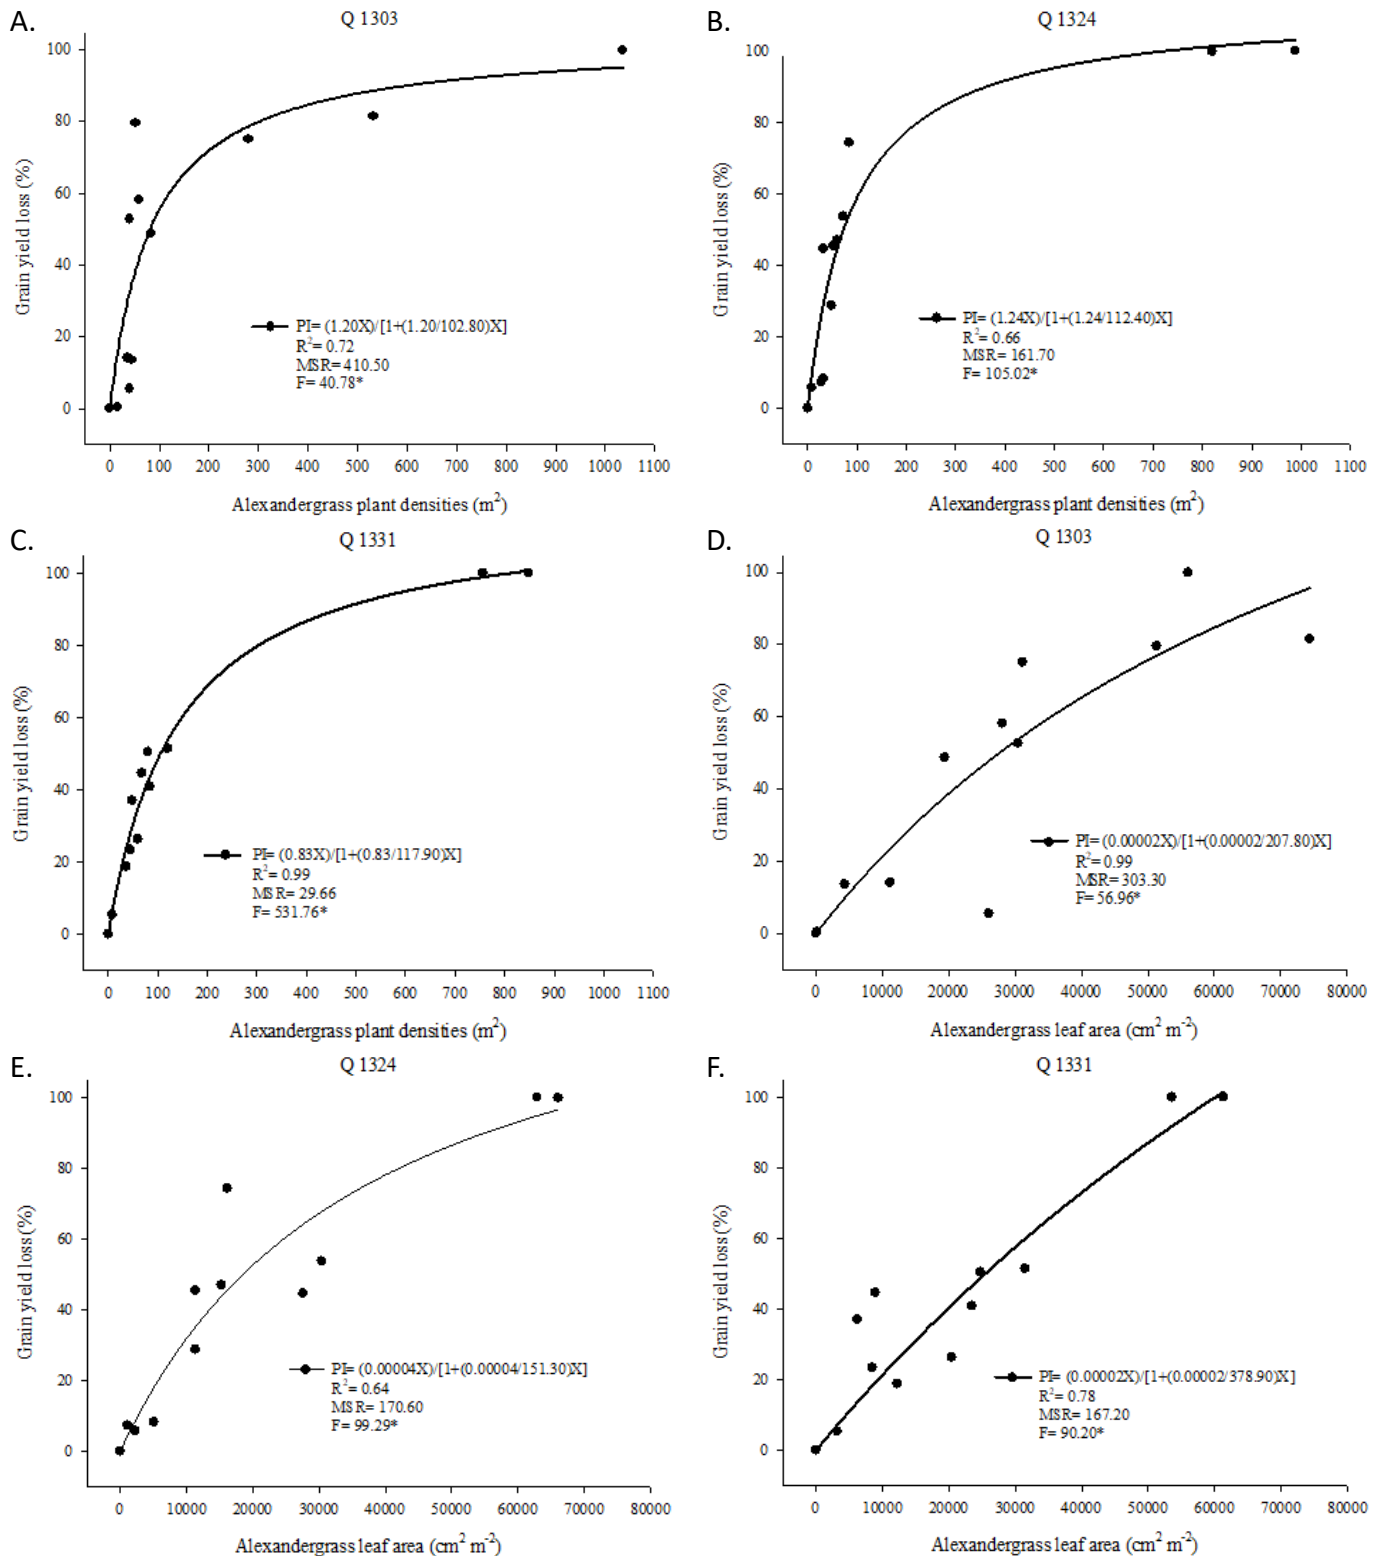 A.
Q 1303
100
80
60
40
20
0
Grain yield loss (%)
PI= (1.20X)/[1+(1.20/102.80)X]
R²= 0.72
MSR= 410.50
F= 40.78*
0 100 200 300 400 500 600 700 800 900 1000 1100
Alexandergrass plant densities (m²)
B.
Q 1324
100
80
60
40
20
0
Grain yield loss (%)
PI= (1.24X)/[1+(1.24/112.40)X]
R²= 0.66
MSR= 161.70
F= 105.02*
0 100 200 300 400 500 600 700 800 900 1000 1100
Alexandergrass plant densities (m²)
C.
Q 1331
100
80
60
40
20
0
Grain yield loss (%)
PI= (0.83X)/[1+(0.83/117.90)X]
R²= 0.99
MSR= 29.66
F= 531.76*
0 100 200 300 400 500 600 700 800 900 1000 1100
Alexandergrass plant densities (m²)
D.
Q 1303
100
80
60
40
20
0
Grain yield loss (%)
PI= (0.00002X)/[1+(0.00002/207.80)X]
R²= 0.99
MSR= 303.30
F= 56.96*
0 10000 20000 30000 40000 50000 60000 70000 80000
Alexandergrass leaf area (cm² m⁻²)
E.
Q 1324
100
80
60
40
20
0
Grain yield loss (%)
PI= (0.00004X)/[1+(0.00004/151.30)X]
R²= 0.64
MSR= 170.60
F= 99.29*
0 10000 20000 30000 40000 50000 60000 70000 80000
Alexandergrass leaf area (cm² m⁻²)
F.
Q 1331
100
80
60
40
20
0
Grain yield loss (%)
PI= (0.00002X)/[1+(0.00002/378.90)X]
R²= 0.78
MSR= 167.20
F= 90.20*
0 10000 20000 30000 40000 50000 60000 70000 80000
Alexandergrass leaf area (cm² m⁻²)